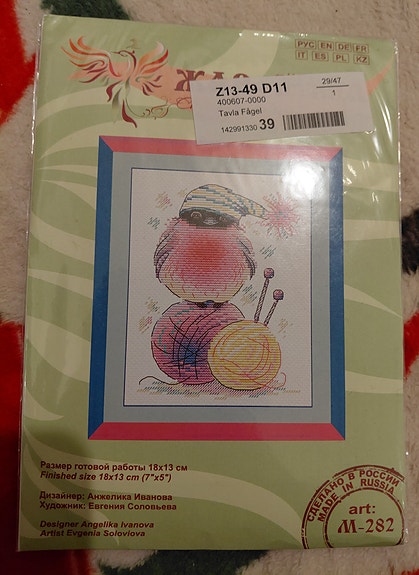 РУС EN DE FR
IT ES PL KZ
Z13-49 D11
400607-0000
Tavla Fågel
142991330 39
29/47
1
Размер готовой работы 18х13 см
Finished size 18x13 cm (7"x5")
Дизайнер: Анжелика Иванова
Художник: Евгения Соловьева
Designer Angelika Ivanova
Artist Evgenia Soloviova
СДЕЛАНО В РОССИИ
MADE IN RUSSIA
art:
М-282